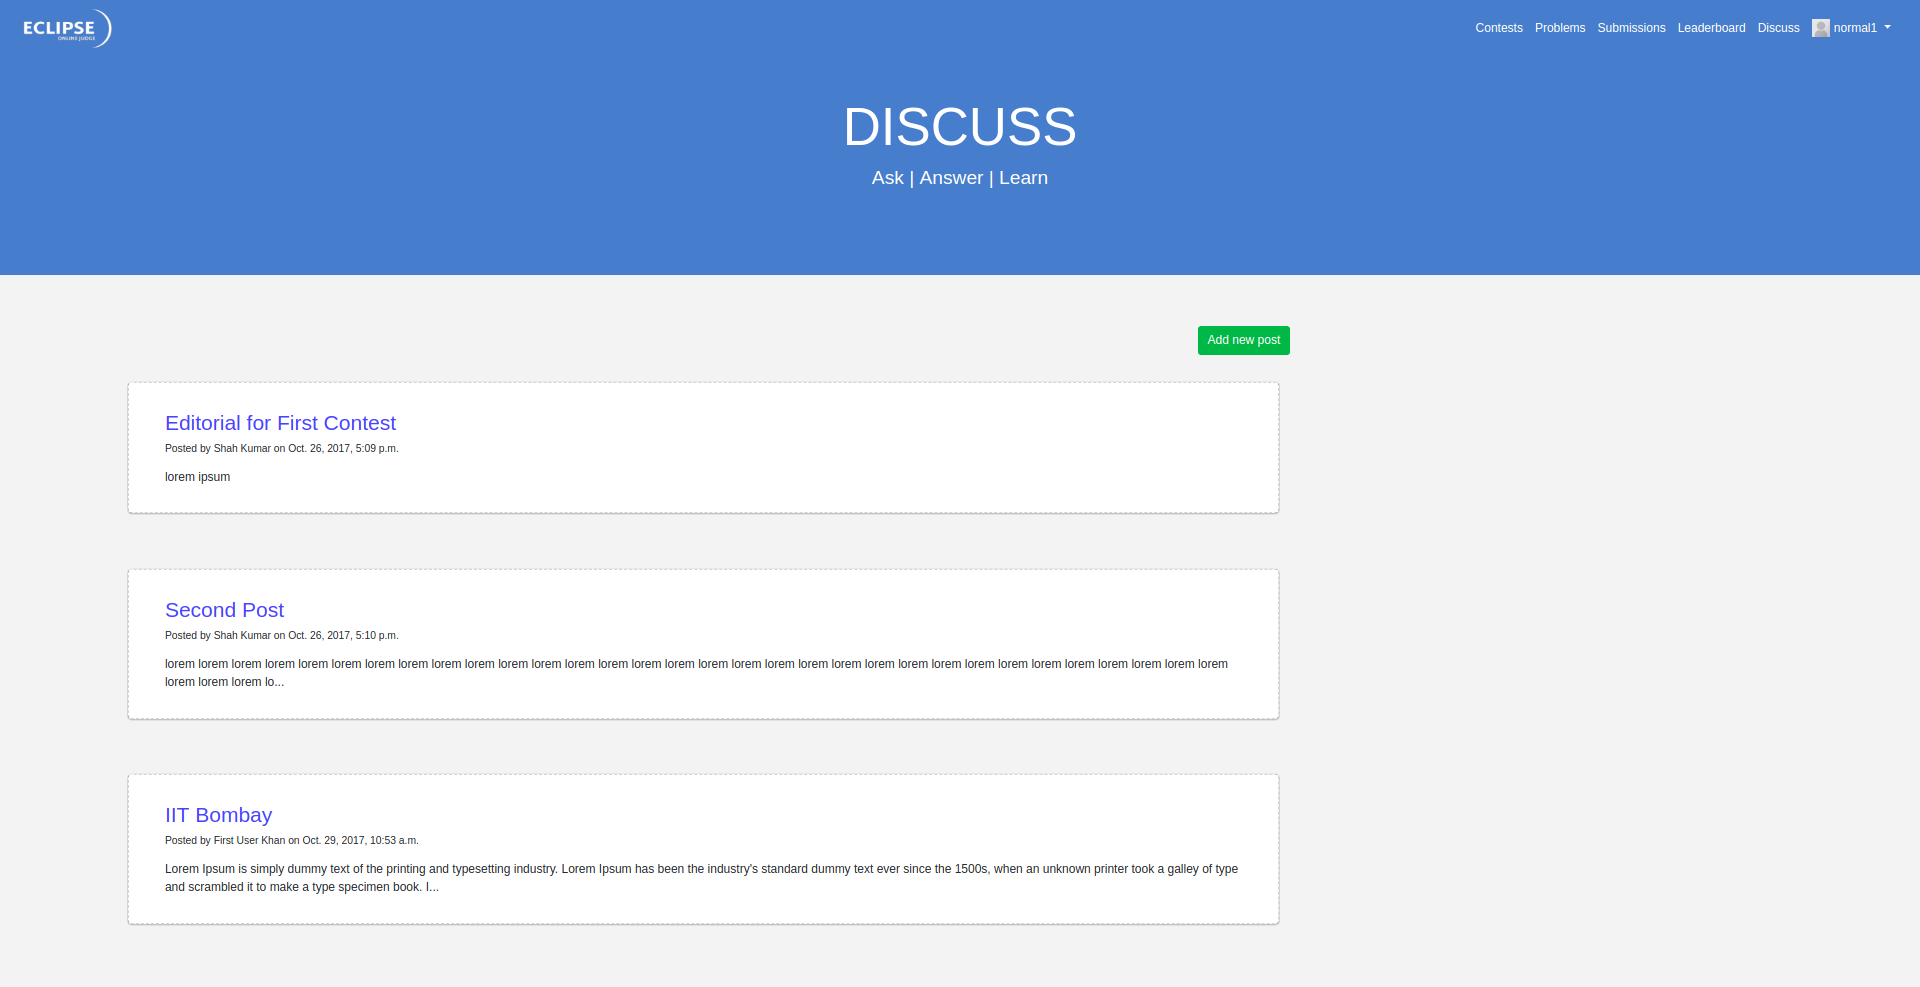 ECLIPSE
ONLINE JUDGE
Contests Problems Submissions Leaderboard Discuss normal1
DISCUSS
Ask | Answer | Learn
Add new post
Editorial for First Contest
Posted by Shah Kumar on Oct. 26, 2017, 5:09 p.m.
lorem ipsum
Second Post
Posted by Shah Kumar on Oct. 26, 2017, 5:10 p.m.
lorem lorem lorem lorem lorem lorem lorem lorem lorem lorem lorem lorem lorem lorem lorem lorem lorem lorem lorem lorem lorem lorem lorem lorem lorem lorem lorem lorem lorem lorem lorem lorem
lorem lorem lorem lo...
IIT Bombay
Posted by First User Khan on Oct. 29, 2017, 10:53 a.m.
Lorem Ipsum is simply dummy text of the printing and typesetting industry. Lorem Ipsum has been the industry's standard dummy text ever since the 1500s, when an unknown printer took a galley of type
and scrambled it to make a type specimen book. I...